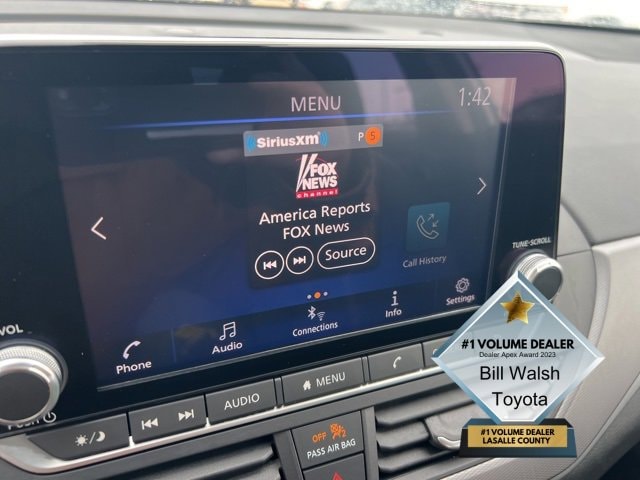 MENU
1:42
SiriusXM
P 5
FOX
NEWS
channel
America Reports
FOX News
Source
Call History
TUNE·SCROLL
VOL
Phone
Audio
Connections
Info
Settings
PUSH
AUDIO
MENU
OFF
PASS AIR BAG
#1 VOLUME DEALER
Dealer Apex Award 2023
Bill Walsh
Toyota
#1 VOLUME DEALER
LASALLE COUNTY